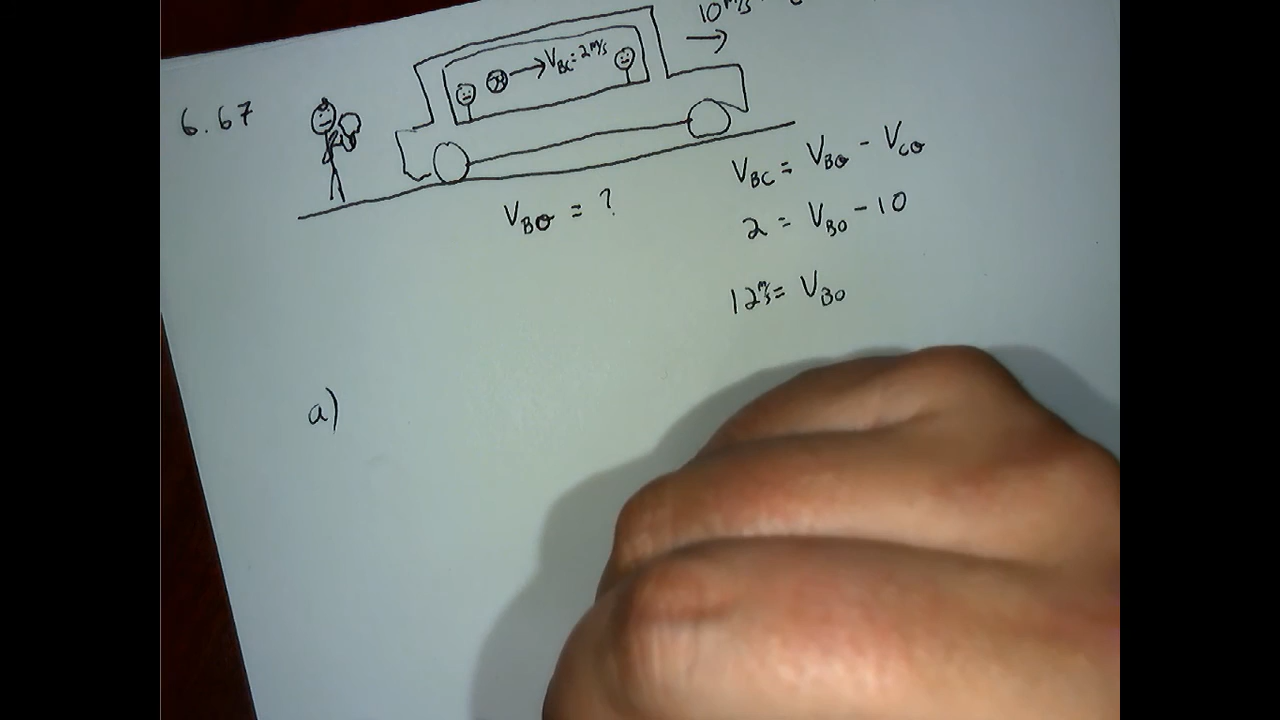 10 m/s
V_BC = 2 m/s
6.67
V_BO = ?
V_BC = V_BO - V_CO
2 = V_BO - 10
12 m/s = V_BO
a)